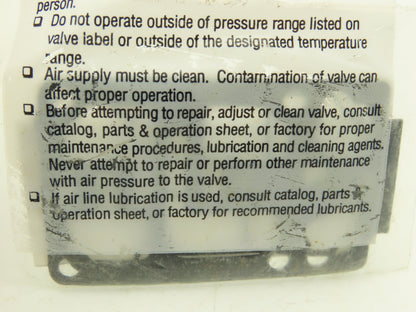 person.
❑ Do not operate outside of pressure range listed on
valve label or outside of the designated temperature
range.
❑ Air supply must be clean. Contamination of valve can
affect proper operation.
❑ Before attempting to repair, adjust or clean valve, consult
catalog, parts & operation sheet, or factory for proper
maintenance procedures, lubrication and cleaning agents.
Never attempt to repair or perform other maintenance
with air pressure to the valve.
❑ If air line lubrication is used, consult catalog, parts &
operation sheet, or factory for recommended lubricants.